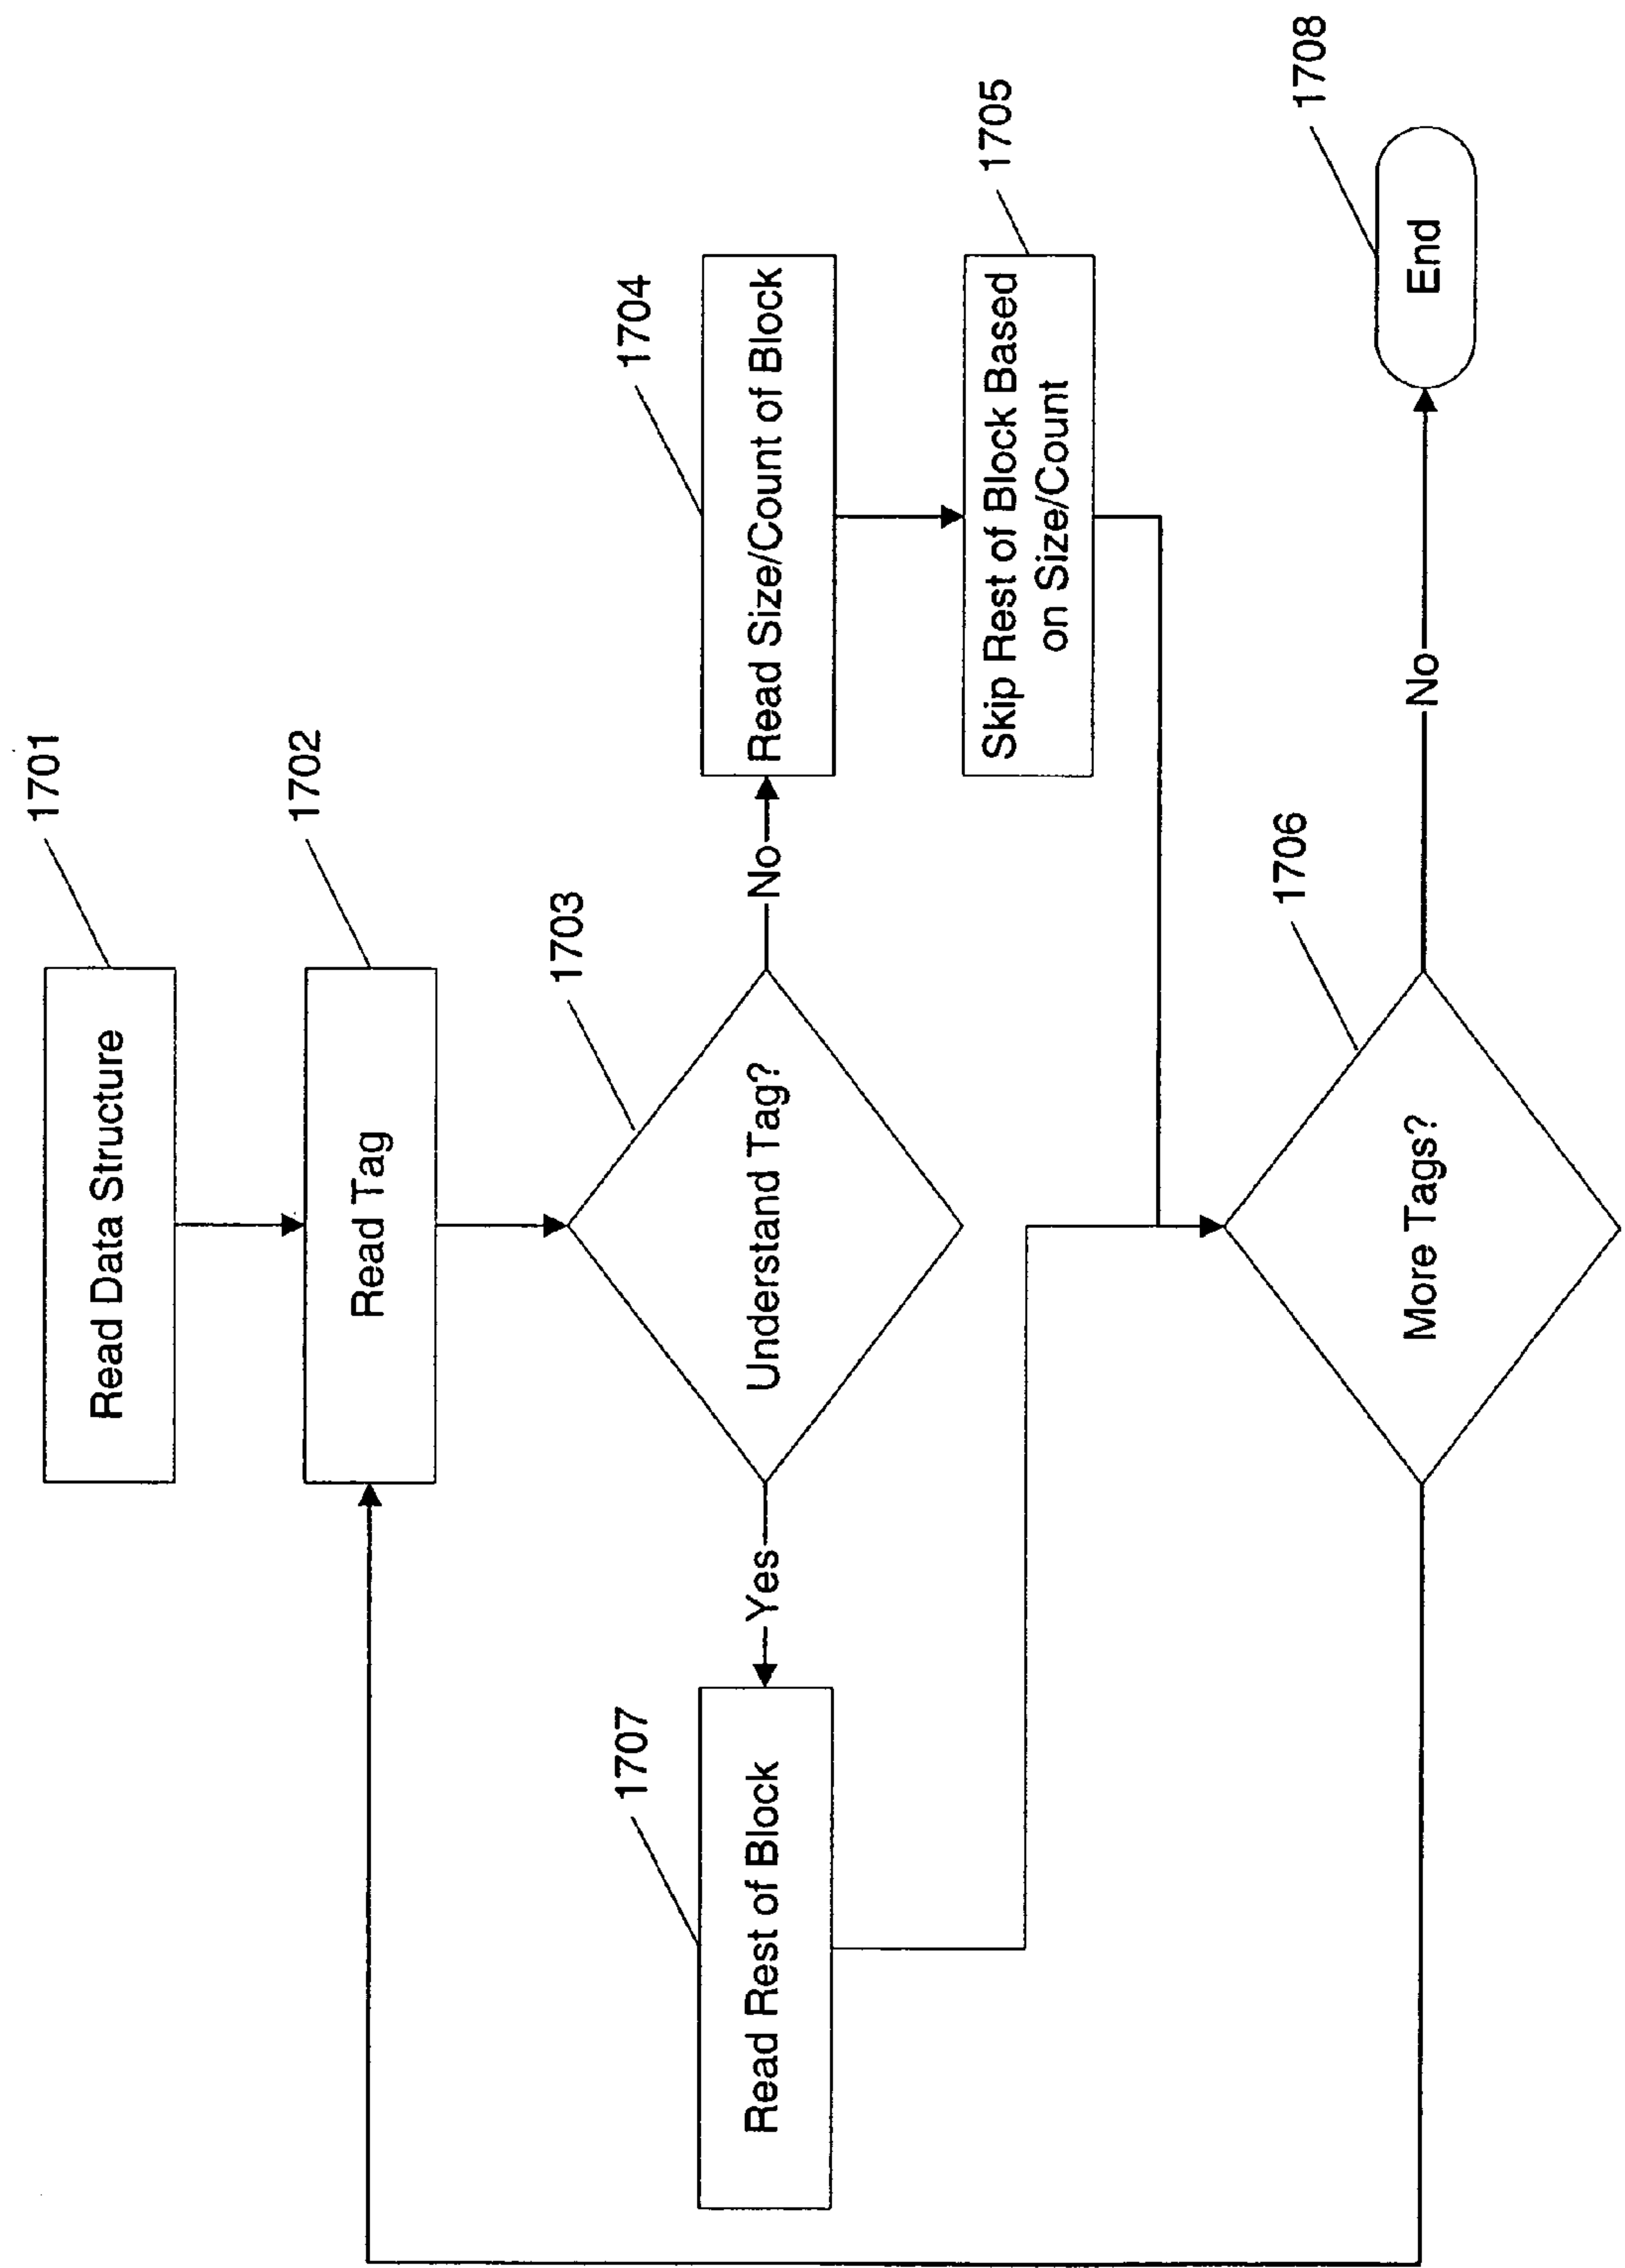 1701
Read Data Structure
1702
Read Tag
1703
Understand Tag?
Yes
No
1707
Read Rest of Block
1704
Read Size/Count of Block
1705
Skip Rest of Block Based
on Size/Count
1706
More Tags?
No
1708
End